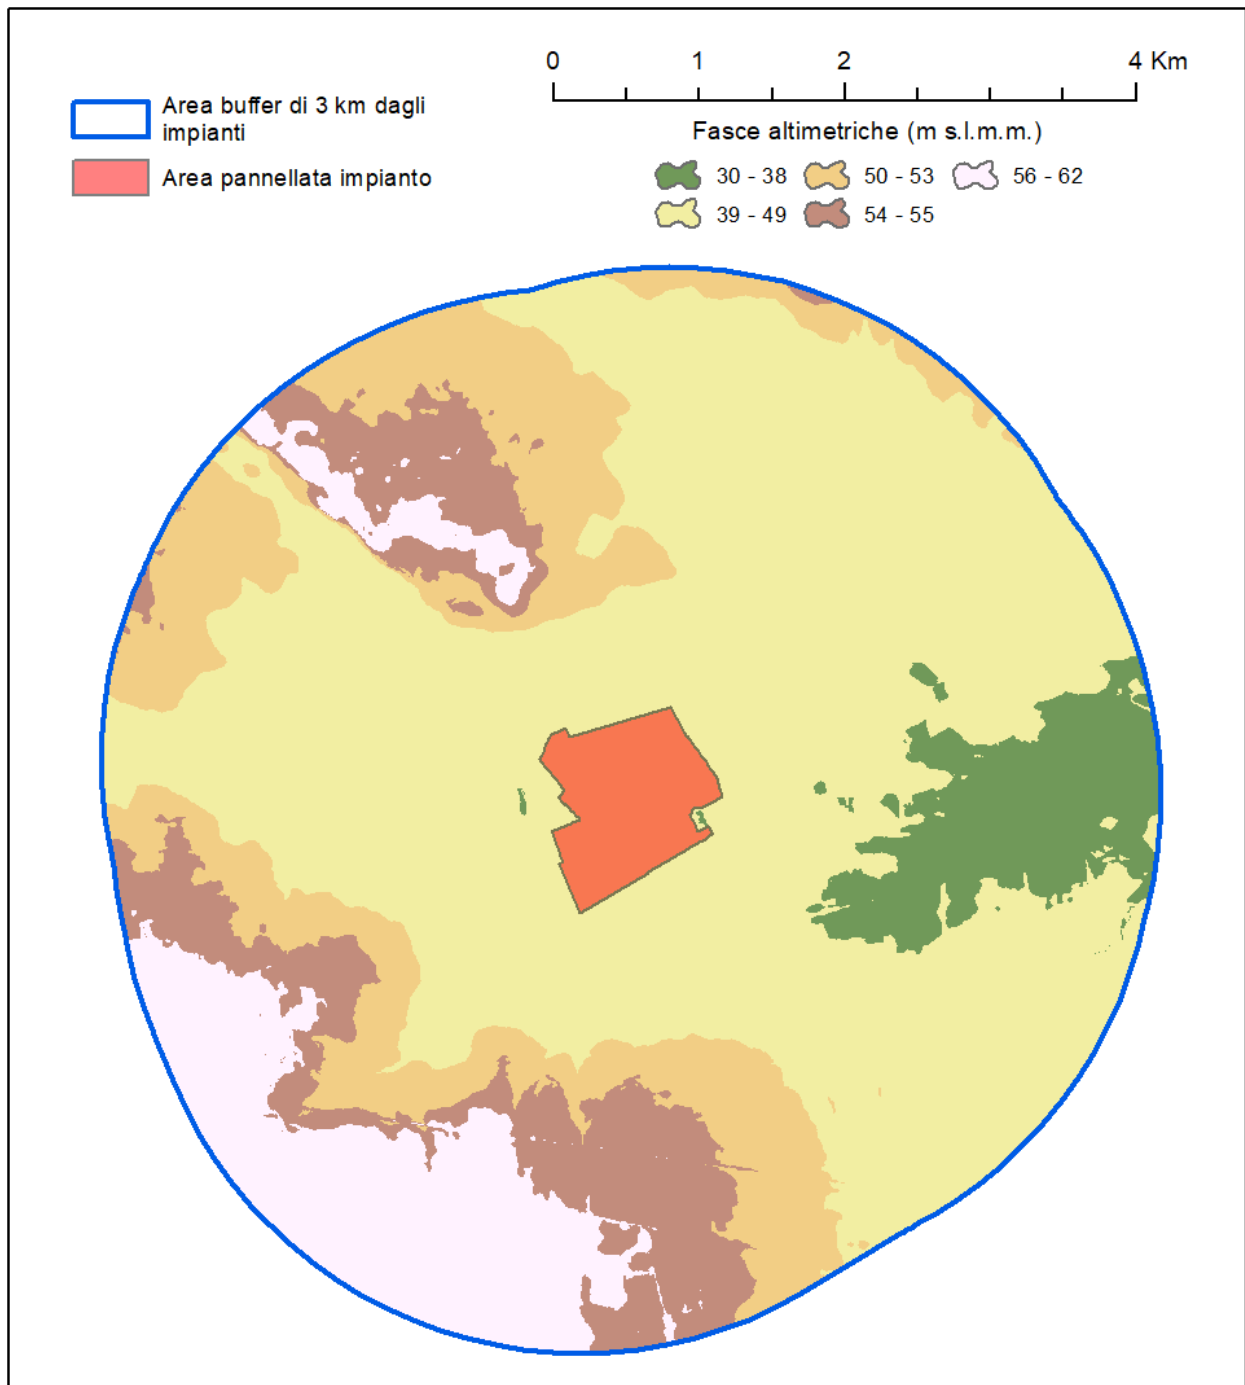 0 1 2 4 Km
Area buffer di 3 km dagli
impianti
Area pannellata impianto
Fasce altimetriche (m s.l.m.m.)
30 - 38 50 - 53 56 - 62
39 - 49 54 - 55